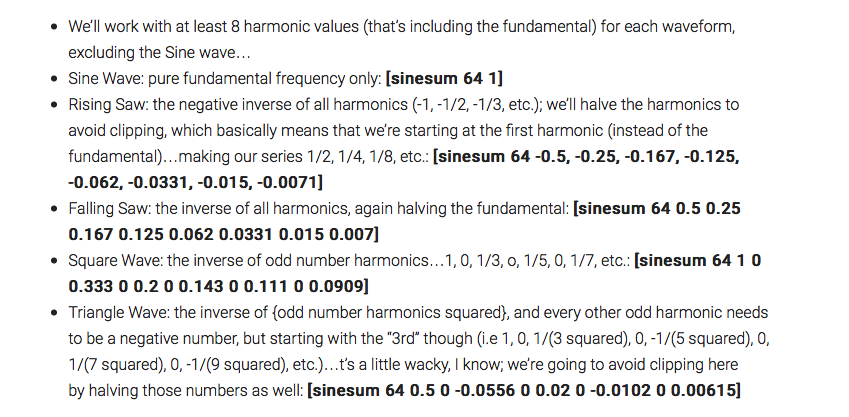 • We'll work with at least 8 harmonic values (that's including the fundamental) for each waveform,
excluding the Sine wave…
• Sine Wave: pure fundamental frequency only: [sinesum 64 1]
• Rising Saw: the negative inverse of all harmonics (-1, -1/2, -1/3, etc.); we'll halve the harmonics to
avoid clipping, which basically means that we're starting at the first harmonic (instead of the
fundamental)…making our series 1/2, 1/4, 1/8, etc.: [sinesum 64 -0.5, -0.25, -0.167, -0.125,
-0.062, -0.0331, -0.015, -0.0071]
• Falling Saw: the inverse of all harmonics, again halving the fundamental: [sinesum 64 0.5 0.25
0.167 0.125 0.062 0.0331 0.015 0.007]
• Square Wave: the inverse of odd number harmonics…1, 0, 1/3, o, 1/5, 0, 1/7, etc.: [sinesum 64 1 0
0.333 0 0.2 0 0.143 0 0.111 0 0.0909]
• Triangle Wave: the inverse of {odd number harmonics squared}, and every other odd harmonic needs
to be a negative number, but starting with the "3rd" though (i.e 1, 0, 1/(3 squared), 0, -1/(5 squared), 0,
1/(7 squared), 0, -1/(9 squared), etc.)…t's a little wacky, I know; we're going to avoid clipping here
by halving those numbers as well: [sinesum 64 0.5 0 -0.0556 0 0.02 0 -0.0102 0 0.00615]